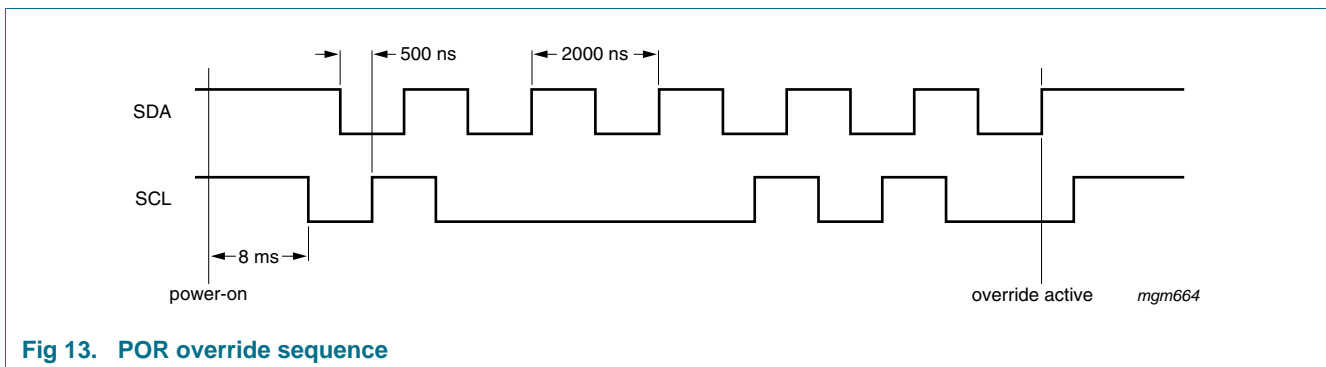 500 ns
2000 ns
SDA
SCL
8 ms
power-on
override active
mgm664
Fig 13. POR override sequence